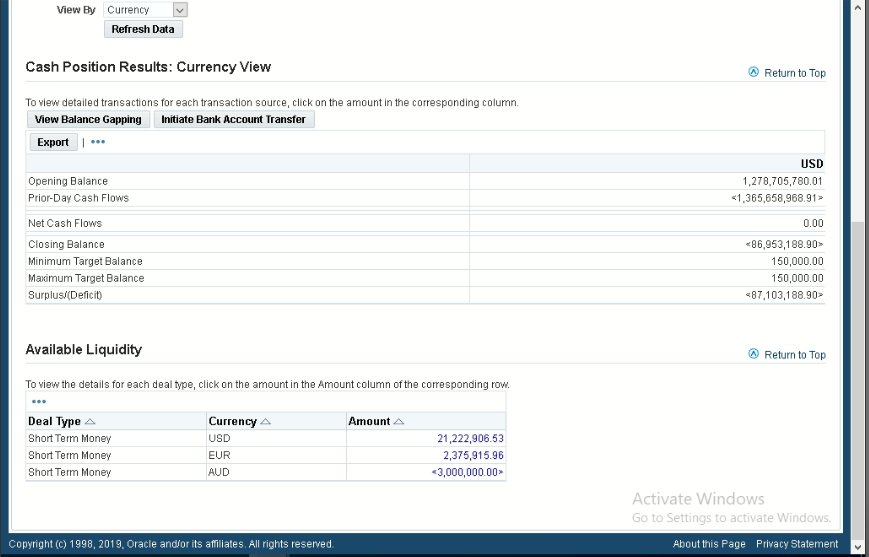 View By Currency
Refresh Data
Cash Position Results: Currency View
Return to Top
To view detailed transactions for each transaction source, click on the amount in the corresponding column.
View Balance Gapping Initiate Bank Account Transfer
Export | •••
USD
Opening Balance 1,278,705,780.01
Prior-Day Cash Flows <1,365,658,968.91>
Net Cash Flows 0.00
Closing Balance <86,953,188.90>
Minimum Target Balance 150,000.00
Maximum Target Balance 150,000.00
Surplus/(Deficit) <87,103,188.90>
Available Liquidity
Return to Top
To view the details for each deal type, click on the amount in the Amount column of the corresponding row.
•••
Deal Type Currency Amount
Short Term Money USD 21,222,906.53
Short Term Money EUR 2,375,915.96
Short Term Money AUD <3,000,000.00>
Activate Windows
Go to Settings to activate Windows.
Copyright (c) 1998, 2019, Oracle and/or its affiliates. All rights reserved. About this Page Privacy Statement